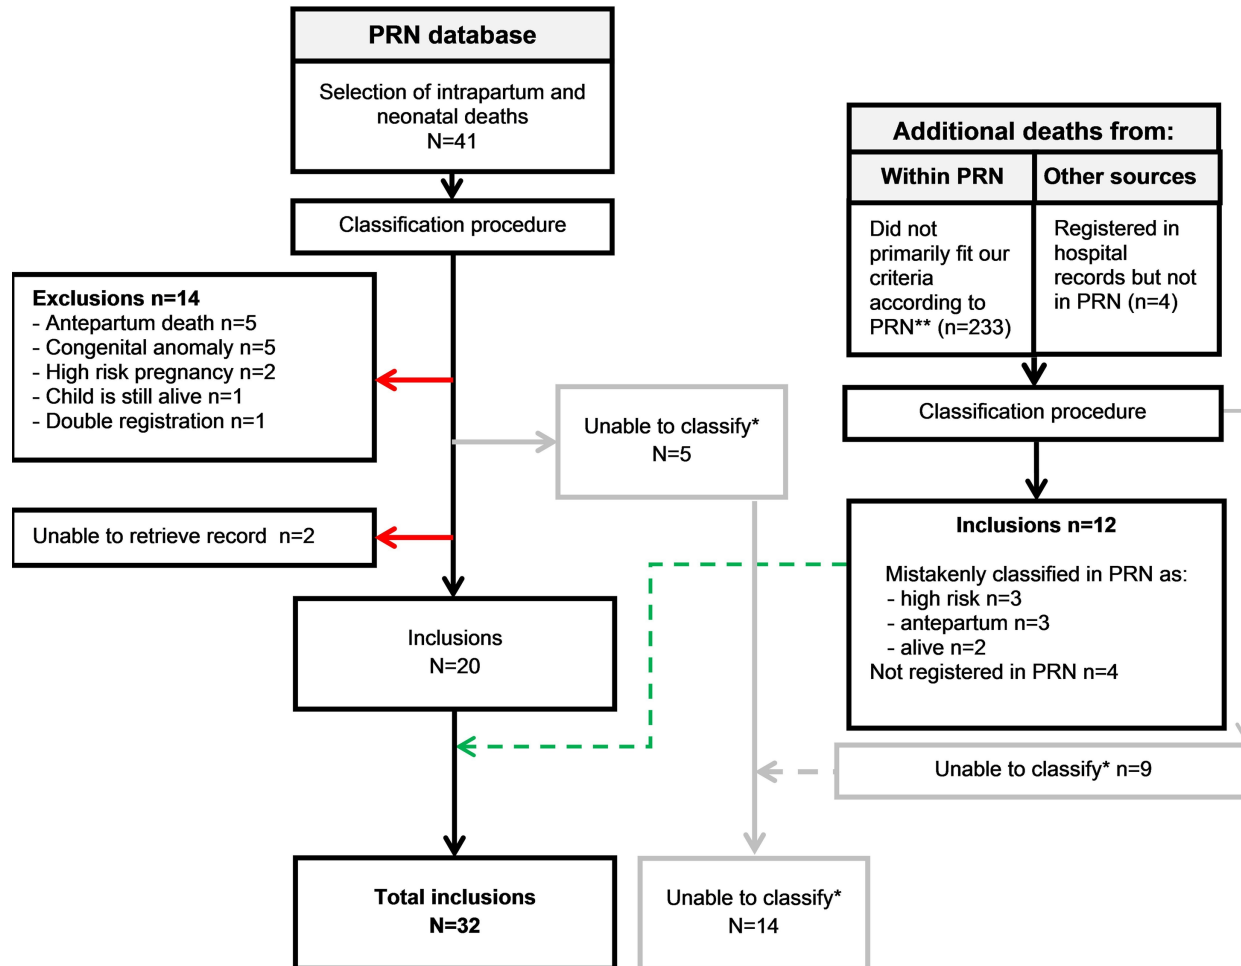 PRN database
Selection of intrapartum and
neonatal deaths
N=41
Classification procedure
Exclusions n=14
- Antepartum death n=5
- Congenital anomaly n=5
- High risk pregnancy n=2
- Child is still alive n=1
- Double registration n=1
Unable to classify*
N=5
Unable to retrieve record n=2
Inclusions
N=20
Total inclusions
N=32
Unable to classify*
N=14
Additional deaths from:
Within PRN
Other sources
Did not
primarily fit our
criteria
according to
PRN** (n=233)
Registered in
hospital
records but not
in PRN (n=4)
Classification procedure
Inclusions n=12
Mistakenly classified in PRN as:
- high risk n=3
- antepartum n=3
- alive n=2
Not registered in PRN n=4
Unable to classify* n=9